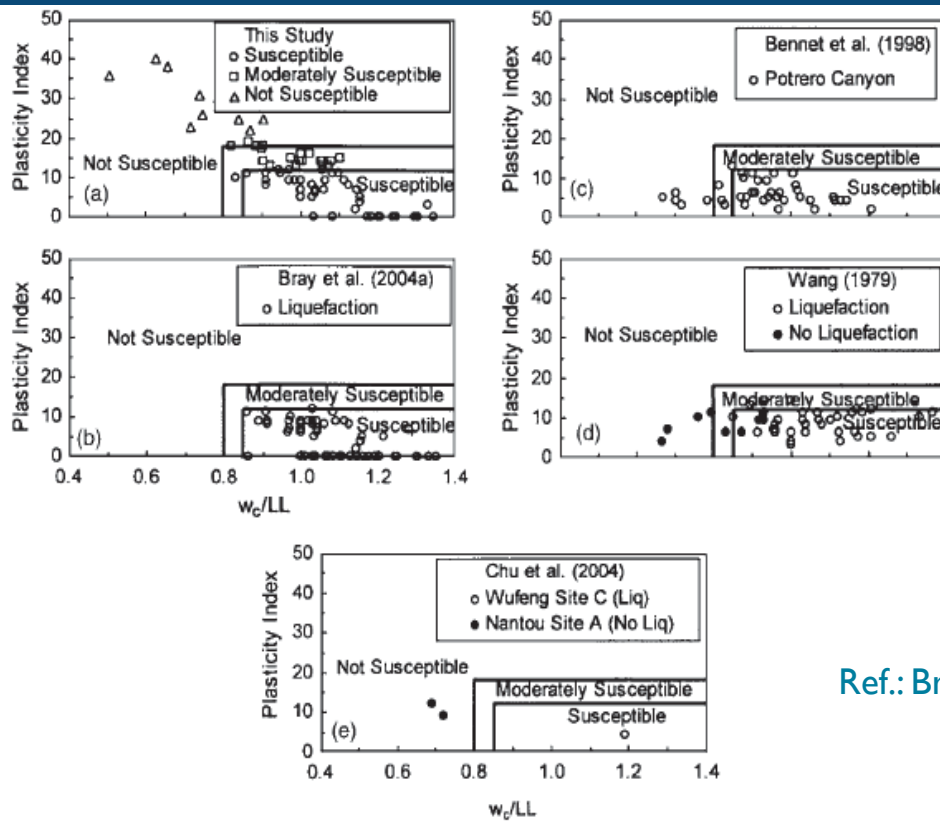 50
40
30
20
10
0
Plasticity Index
This Study
Susceptible
Moderately Susceptible
Not Susceptible
Not Susceptible
Susceptible
(a)
50
40
30
20
10
0
Plasticity Index
Bennet et al. (1998)
Potrero Canyon
Not Susceptible
Moderately Susceptible
Susceptible
(c)
50
40
30
20
10
0
Plasticity Index
Bray et al. (2004a)
Liquefaction
Not Susceptible
Moderately Susceptible
Susceptible
(b)
0.4 0.6 0.8 1.0 1.2 1.4
wc/LL
50
40
30
20
10
0
Plasticity Index
Wang (1979)
Liquefaction
No Liquefaction
Not Susceptible
Moderately Susceptible
Susceptible
(d)
50
40
30
20
10
0
Plasticity Index
Chu et al. (2004)
Wufeng Site C (Liq)
Nantou Site A (No Liq)
Not Susceptible
Moderately Susceptible
Susceptible
(e)
0.4 0.6 0.8 1.0 1.2 1.4
wc/LL
Ref.: Br